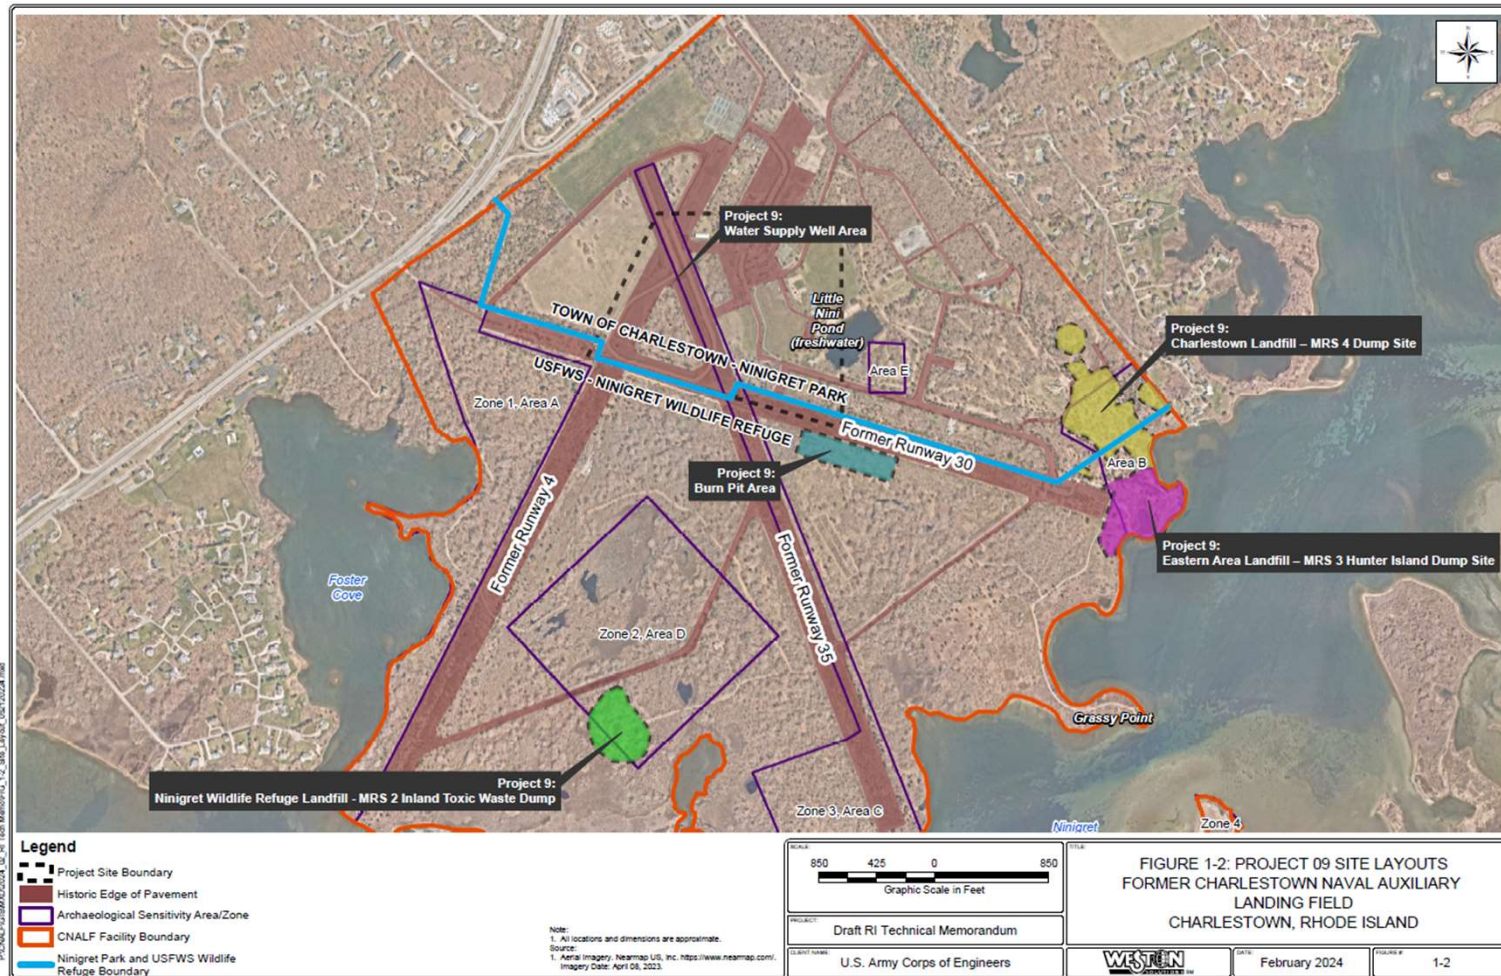 Project 9:
Water Supply Well Area
Little
Nini
Pond
(freshwater)
TOWN OF CHARLESTOWN - NINIGRET PARK
USFWS - NINIGRET WILDLIFE REFUGE
Project 9:
Charlestown Landfill – MRS 4 Dump Site
Area E
Zone 1, Area A
Former Runway 30
Project 9:
Burn Pit Area
Area B
Former Runway 4
Former Runway 35
Project 9:
Eastern Area Landfill – MRS 3 Hunter Island Dump Site
Foster
Cove
Zone 2, Area D
Grassy Point
Project 9:
Ninigret Wildlife Refuge Landfill - MRS 2 Inland Toxic Waste Dump
Zone 3, Area C
Ninigret
Zone 4
Legend
Project Site Boundary
Historic Edge of Pavement
Archaeological Sensitivity Area/Zone
CNALF Facility Boundary
Ninigret Park and USFWS Wildlife
Refuge Boundary
Note:
1. All locations and dimensions are approximate.
Source:
1. Aerial Imagery, Nearmap US, Inc. https://www.nearmap.com/.
Imagery Date: April 08, 2023.
SCALE:
850 425 0 850
Graphic Scale in Feet
PROJECT:
Draft RI Technical Memorandum
CLIENT NAME:
U.S. Army Corps of Engineers
TITLE:
FIGURE 1-2: PROJECT 09 SITE LAYOUTS
FORMER CHARLESTOWN NAVAL AUXILIARY
LANDING FIELD
CHARLESTOWN, RHODE ISLAND
WESTON
SOLUTIONS
DATE:
February 2024
FIGURE #:
1-2